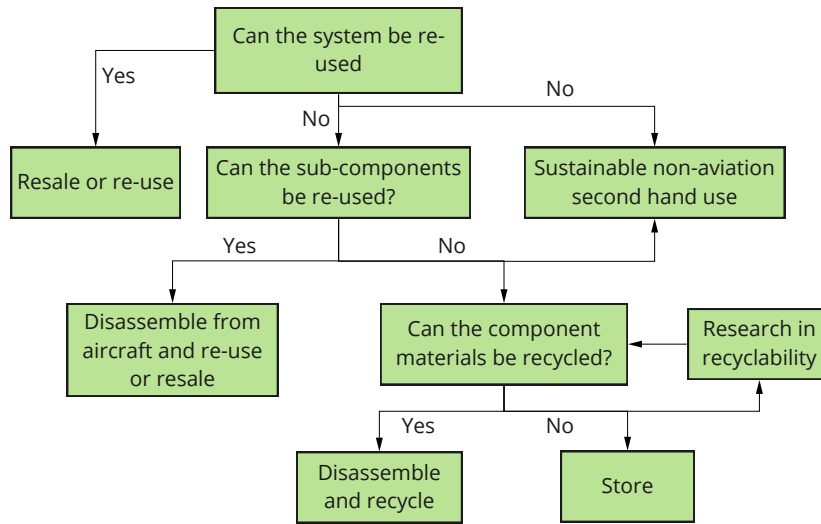 Can the system be re-
used
Yes
No
No
Resale or re-use
Can the sub-components
be re-used?
Sustainable non-aviation
second hand use
Yes
No
Disassemble from
aircraft and re-use
or resale
Can the component
materials be recycled?
Research in
recyclability
Yes
No
Disassemble
and recycle
Store